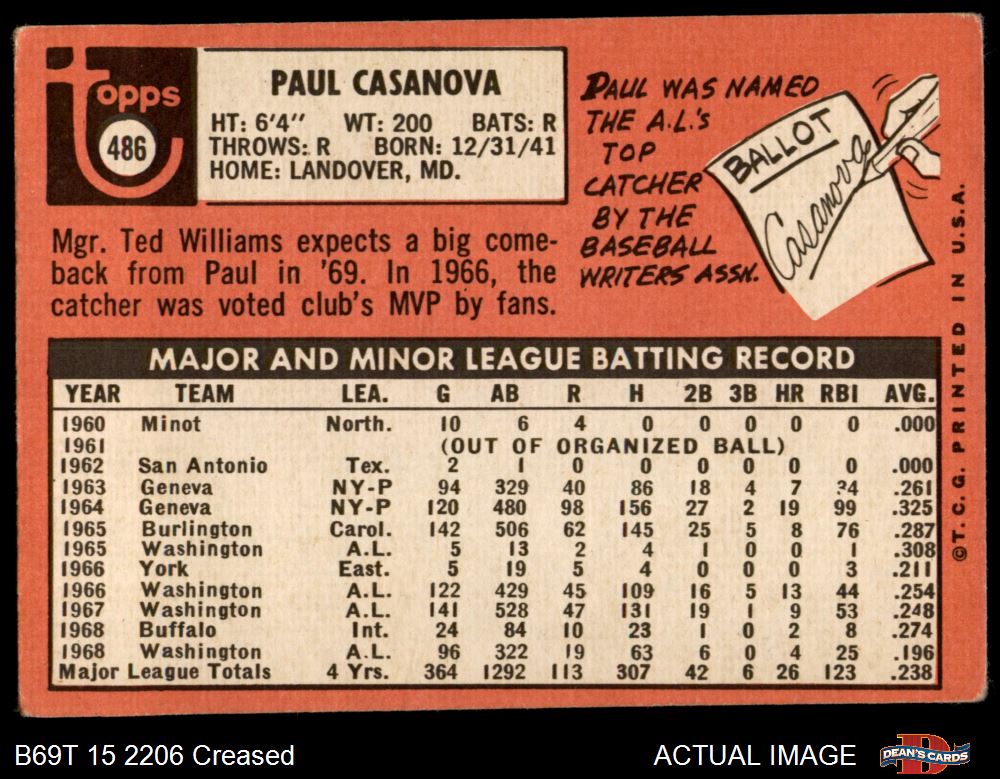 topps
486
PAUL CASANOVA
HT: 6'4" WT: 200 BATS: R
THROWS: R BORN: 12/31/41
HOME: LANDOVER, MD.
Mgr. Ted Williams expects a big come-
back from Paul in '69. In 1966, the
catcher was voted club's MVP by fans.
PAUL WAS NAMED
THE A.L.'S
TOP
CATCHER
BY THE
BASEBALL
WRITERS ASSN.
BALLOT
Casanova
MAJOR AND MINOR LEAGUE BATTING RECORD
YEAR TEAM LEA. G AB R H 2B 3B HR RBI AVG.
1960 Minot North. 10 6 4 0 0 0 0 0 .000
1961 (OUT OF ORGANIZED BALL)
1962 San Antonio Tex. 2 1 0 0 0 0 0 0 .000
1963 Geneva NY-P 94 329 40 86 18 4 7 34 .261
1964 Geneva NY-P 120 480 98 156 27 2 19 99 .325
1965 Burlington Carol. 142 506 62 145 25 5 8 76 .287
1965 Washington A.L. 5 13 2 4 1 0 0 1 .308
1966 York East. 5 19 5 4 0 0 0 3 .211
1966 Washington A.L. 122 429 45 109 16 5 13 44 .254
1967 Washington A.L. 141 528 47 131 19 1 9 53 .248
1968 Buffalo Int. 24 84 10 23 1 0 2 8 .274
1968 Washington A.L. 96 322 19 63 6 0 4 25 .196
Major League Totals 4 Yrs. 364 1292 113 307 42 6 26 123 .238
©T.C.G. PRINTED IN U.S.A.
B69T 15 2206 Creased
ACTUAL IMAGE
DEAN'S CARDS